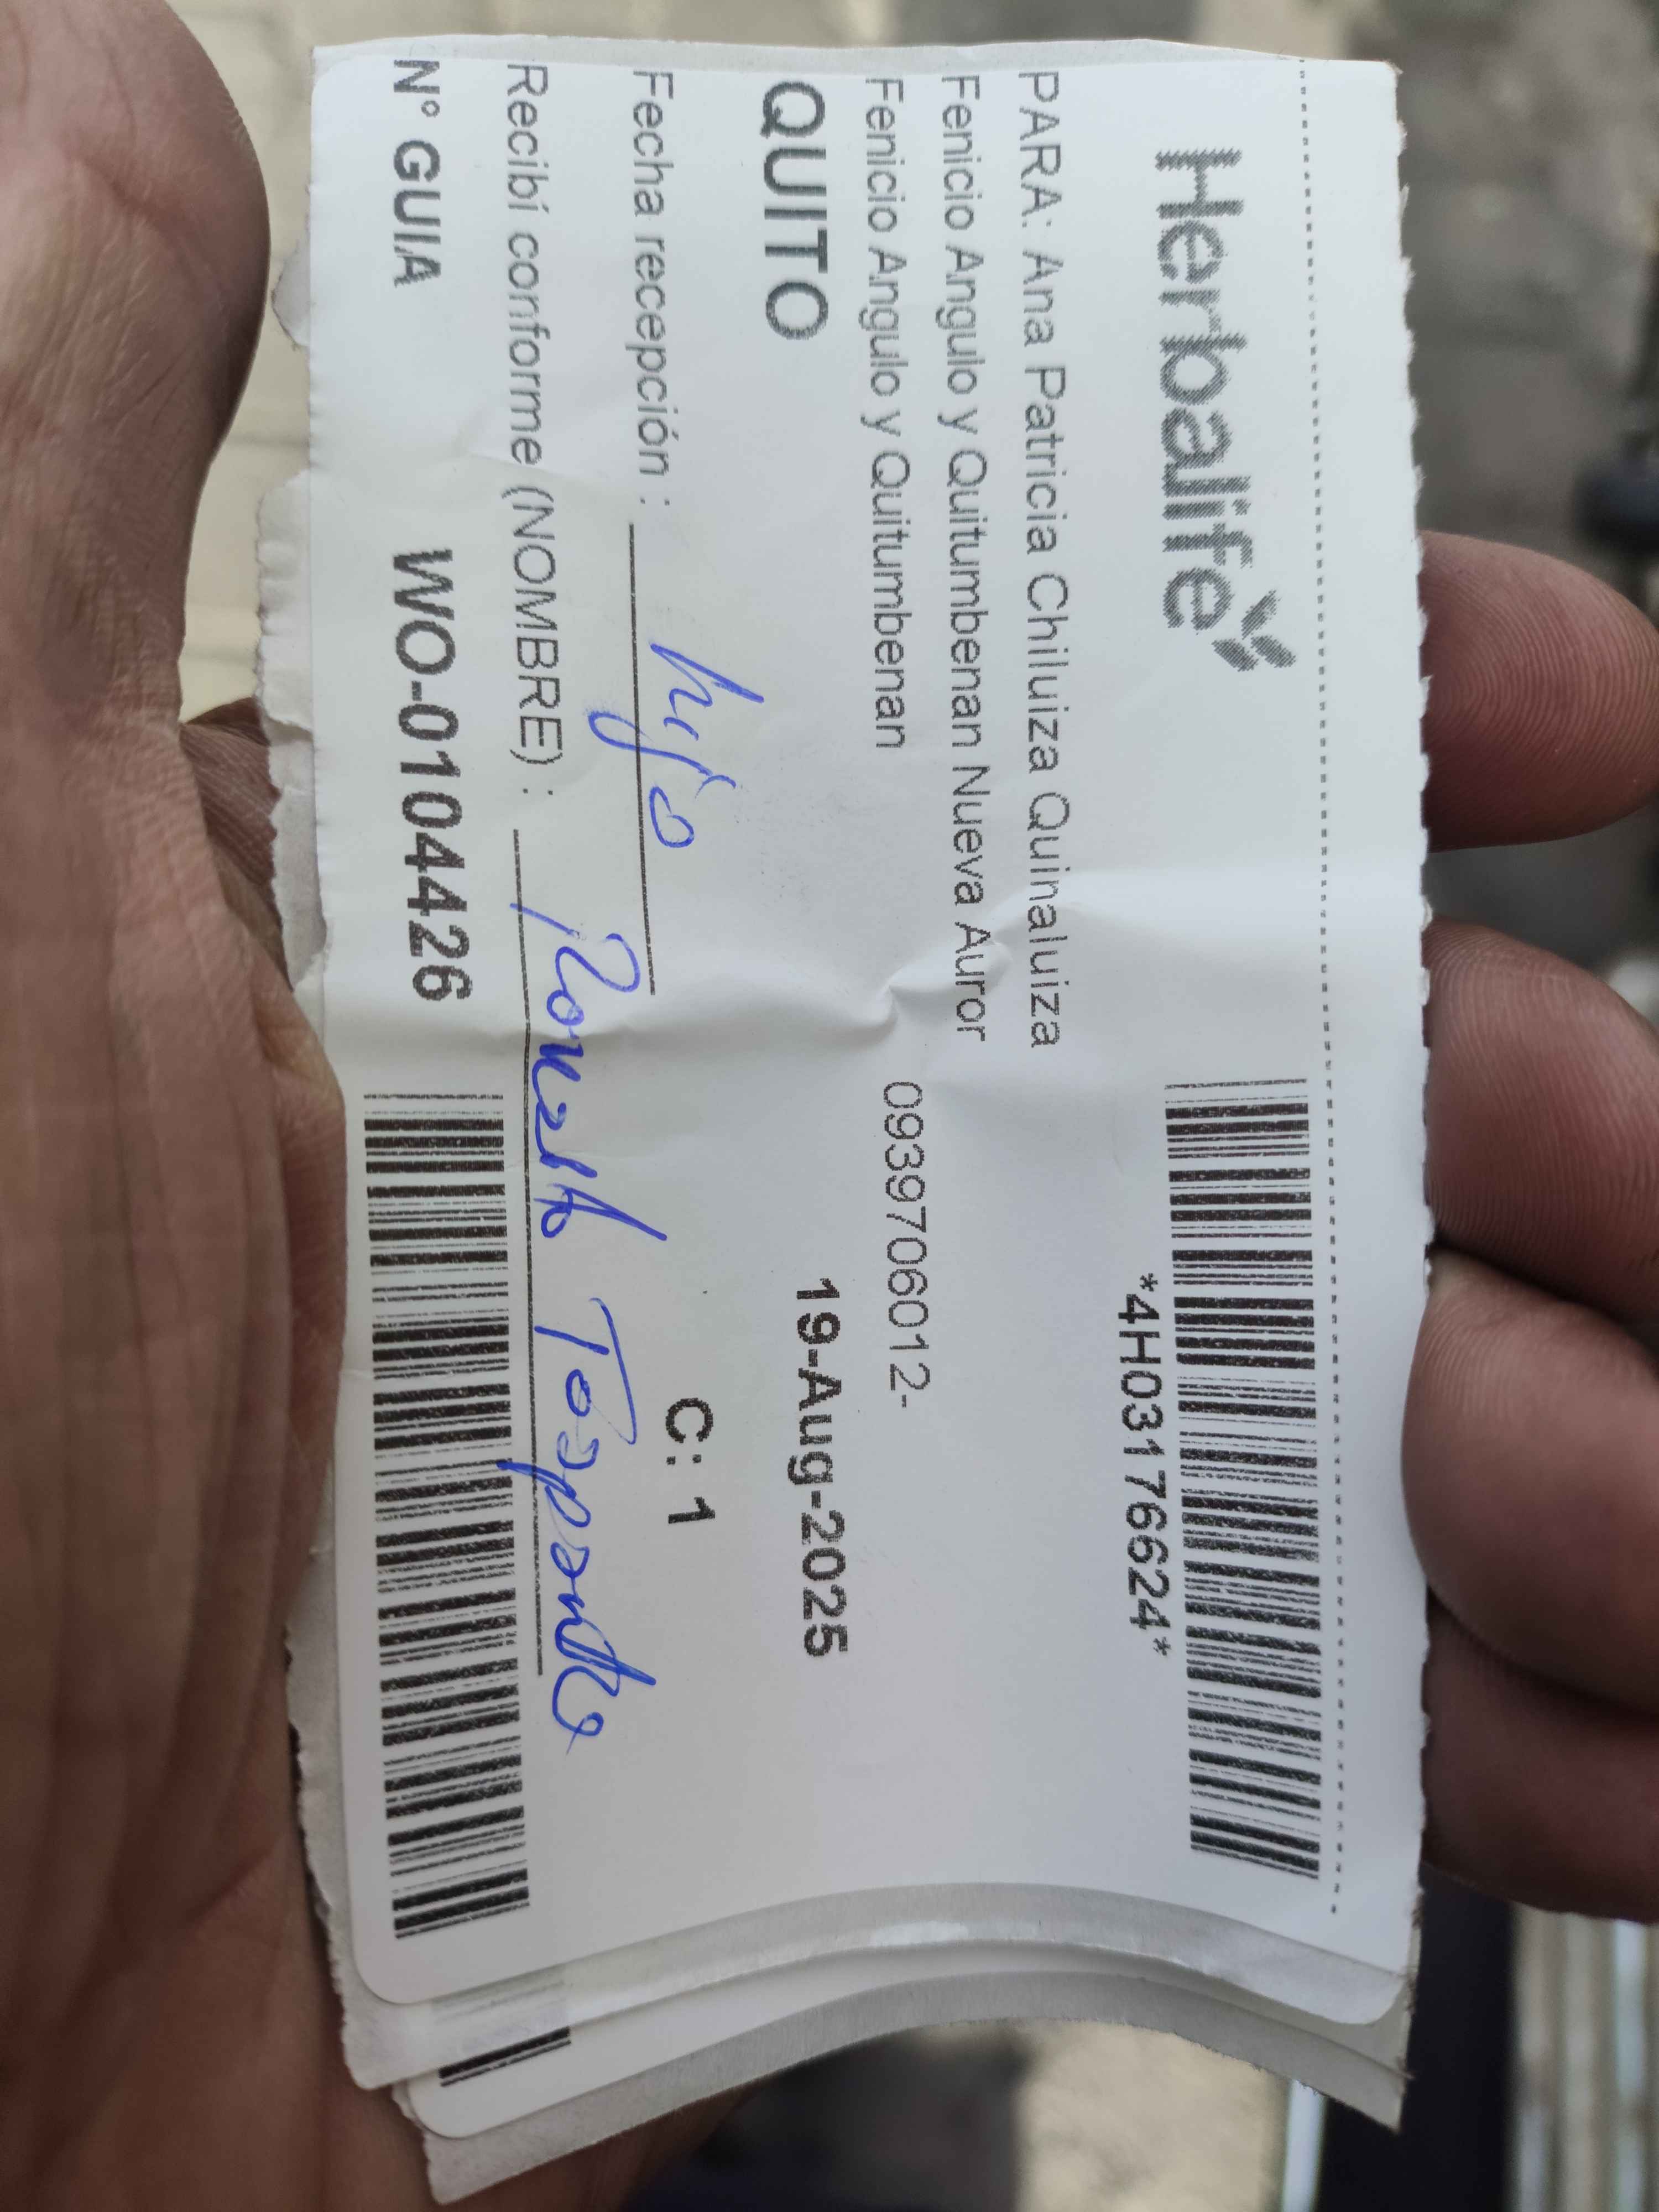 Herbalife
*4H03176624*
PARA: Ana Patricia Chiluiza Quinaluiza
Fenicio Angulo y Quitumbenan Nueva Auror
Fenicio Angulo y Quitumbenan
0939706012-
QUITO
19-Aug-2025
Fecha recepción : hijo
C: 1
Recibí conforme (NOMBRE) :
N° GUIA
WO-0104426